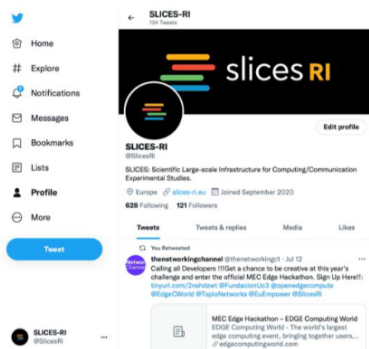 SLICES-RI
134 Tweets
Home
Explore
Notifications
Messages
Bookmarks
Lists
Profile
More
Tweet
SLICES-RI
@SlicesRI
slices RI
Edit profile
SLICES-RI
@SlicesRI
SLICES: Scientific Large-scale Infrastructure for Computing/Communication
Experimental Studies.
Europe slices-ri.eu Joined September 2020
628 Following 121 Followers
Tweets Tweets & replies Media Likes
You Retweeted
thenetworkingchannel @thenetworkingc1 · Jul 12
Calling all Developers !!!Get a chance to be creative at this year's
challenge and enter the official MEC Edge Hackathon. Sign Up Here!!:
tinyurl.com/2nshdzwt @FundacionUc3 @openedgecompute
@EdgeCWorld @TopioNetworks @EuEmpower @SlicesRI
MEC Edge Hackathon – EDGE Computing World
EDGE Computing World - The world's largest
edge computing event, bringing together users,...
edgecomputingworld.com